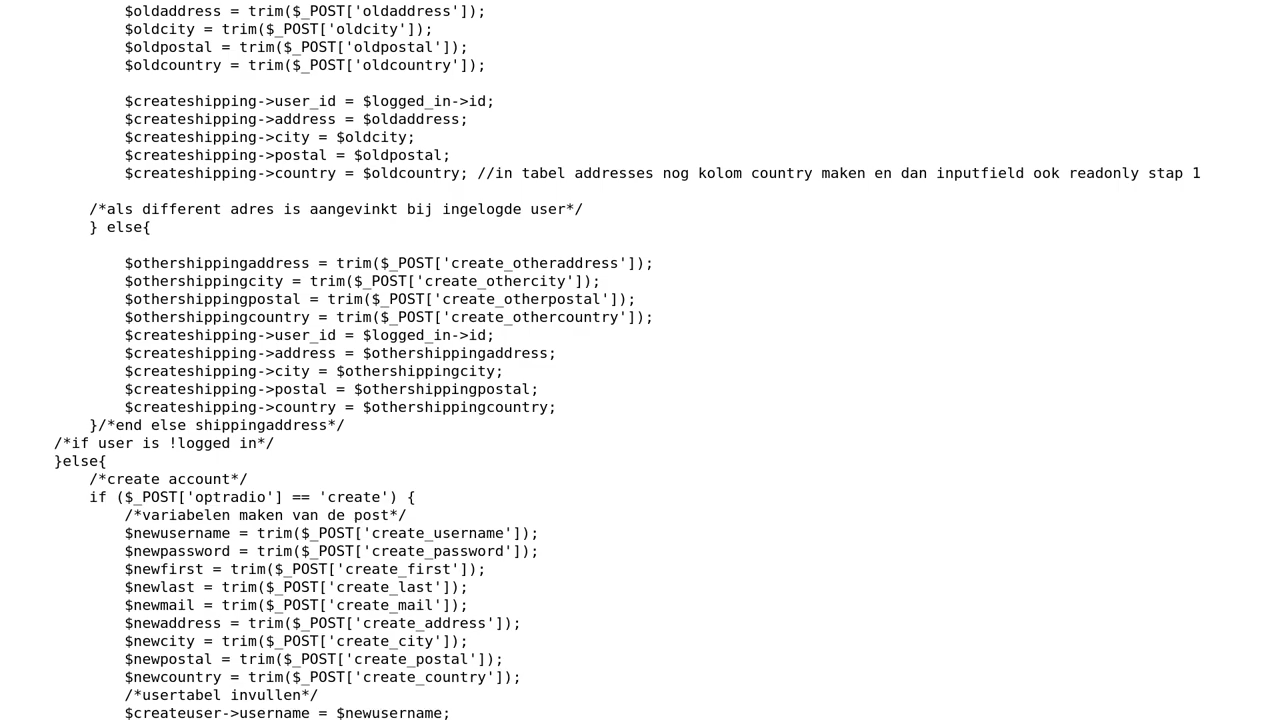 $oldaddress = trim($_POST['oldaddress']);
$oldcity = trim($_POST['oldcity']);
$oldpostal = trim($_POST['oldpostal']);
$oldcountry = trim($_POST['oldcountry']);
$createshipping->user_id = $logged_in->id;
$createshipping->address = $oldaddress;
$createshipping->city = $oldcity;
$createshipping->postal = $oldpostal;
$createshipping->country = $oldcountry; //in tabel addresses nog kolom country maken en dan inputfield ook readonly stap 1
/*als different adres is aangevinkt bij ingelogde user*/
} else{
$othershippingaddress = trim($_POST['create_otheraddress']);
$othershippingcity = trim($_POST['create_othercity']);
$othershippingpostal = trim($_POST['create_otherpostal']);
$othershippingcountry = trim($_POST['create_othercountry']);
$createshipping->user_id = $logged_in->id;
$createshipping->address = $othershippingaddress;
$createshipping->city = $othershippingcity;
$createshipping->postal = $othershippingpostal;
$createshipping->country = $othershippingcountry;
}/*end else shippingaddress*/
/*if user is !logged in*/
}else{
/*create account*/
if ($_POST['optradio'] == 'create') {
/*variabelen maken van de post*/
$newusername = trim($_POST['create_username']);
$newpassword = trim($_POST['create_password']);
$newfirst = trim($_POST['create_first']);
$newlast = trim($_POST['create_last']);
$newmail = trim($_POST['create_mail']);
$newaddress = trim($_POST['create_address']);
$newcity = trim($_POST['create_city']);
$newpostal = trim($_POST['create_postal']);
$newcountry = trim($_POST['create_country']);
/*usertabel invullen*/
$createuser->username = $newusername;